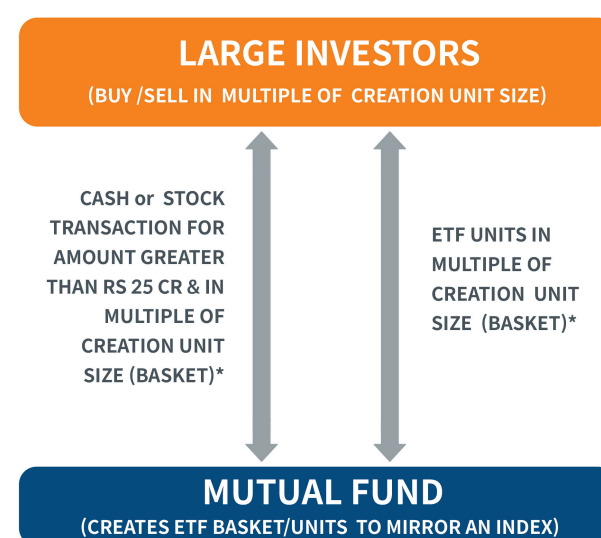 LARGE INVESTORS
(BUY /SELL IN MULTIPLE OF CREATION UNIT SIZE)
CASH or STOCK
TRANSACTION FOR
AMOUNT GREATER
THAN RS 25 CR & IN
MULTIPLE OF
CREATION UNIT
SIZE (BASKET)*
ETF UNITS IN
MULTIPLE OF
CREATION UNIT
SIZE (BASKET)*
MUTUAL FUND
(CREATES ETF BASKET/UNITS TO MIRROR AN INDEX)